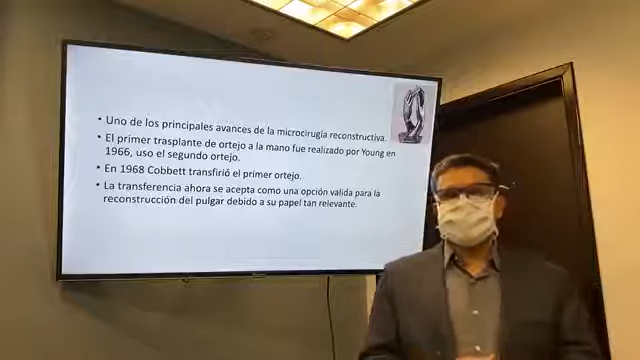 • Uno de los principales avances de la microcirugía reconstructiva.
• El primer trasplante de ortejo a la mano fue realizado por Young en
1966, uso el segundo ortejo.
• En 1968 Cobbett transfirió el primer ortejo.
• La transferencia ahora se acepta como una opción valida para la
reconstrucción del pulgar debido a su papel tan relevante.